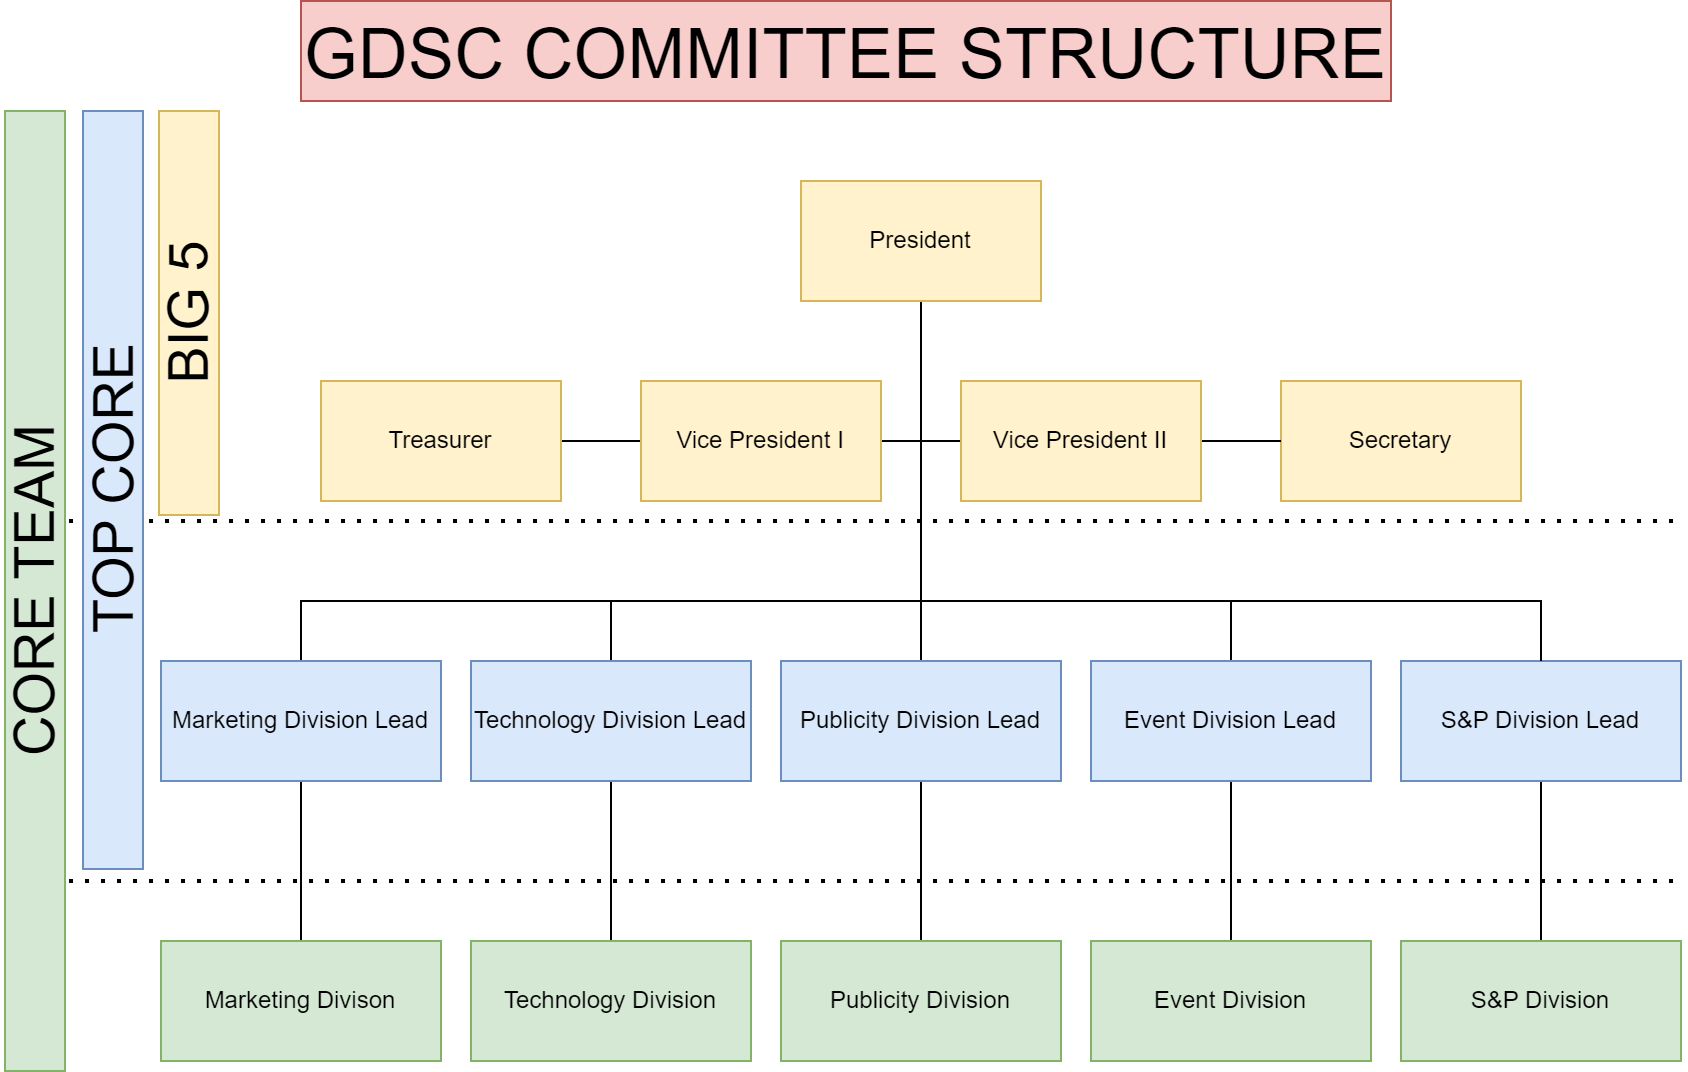 GDSC COMMITTEE STRUCTURE
CORE TEAM
TOP CORE
BIG 5
President
Treasurer
Vice President I
Vice President II
Secretary
Marketing Division Lead
Technology Division Lead
Publicity Division Lead
Event Division Lead
S&P Division Lead
Marketing Divison
Technology Division
Publicity Division
Event Division
S&P Division